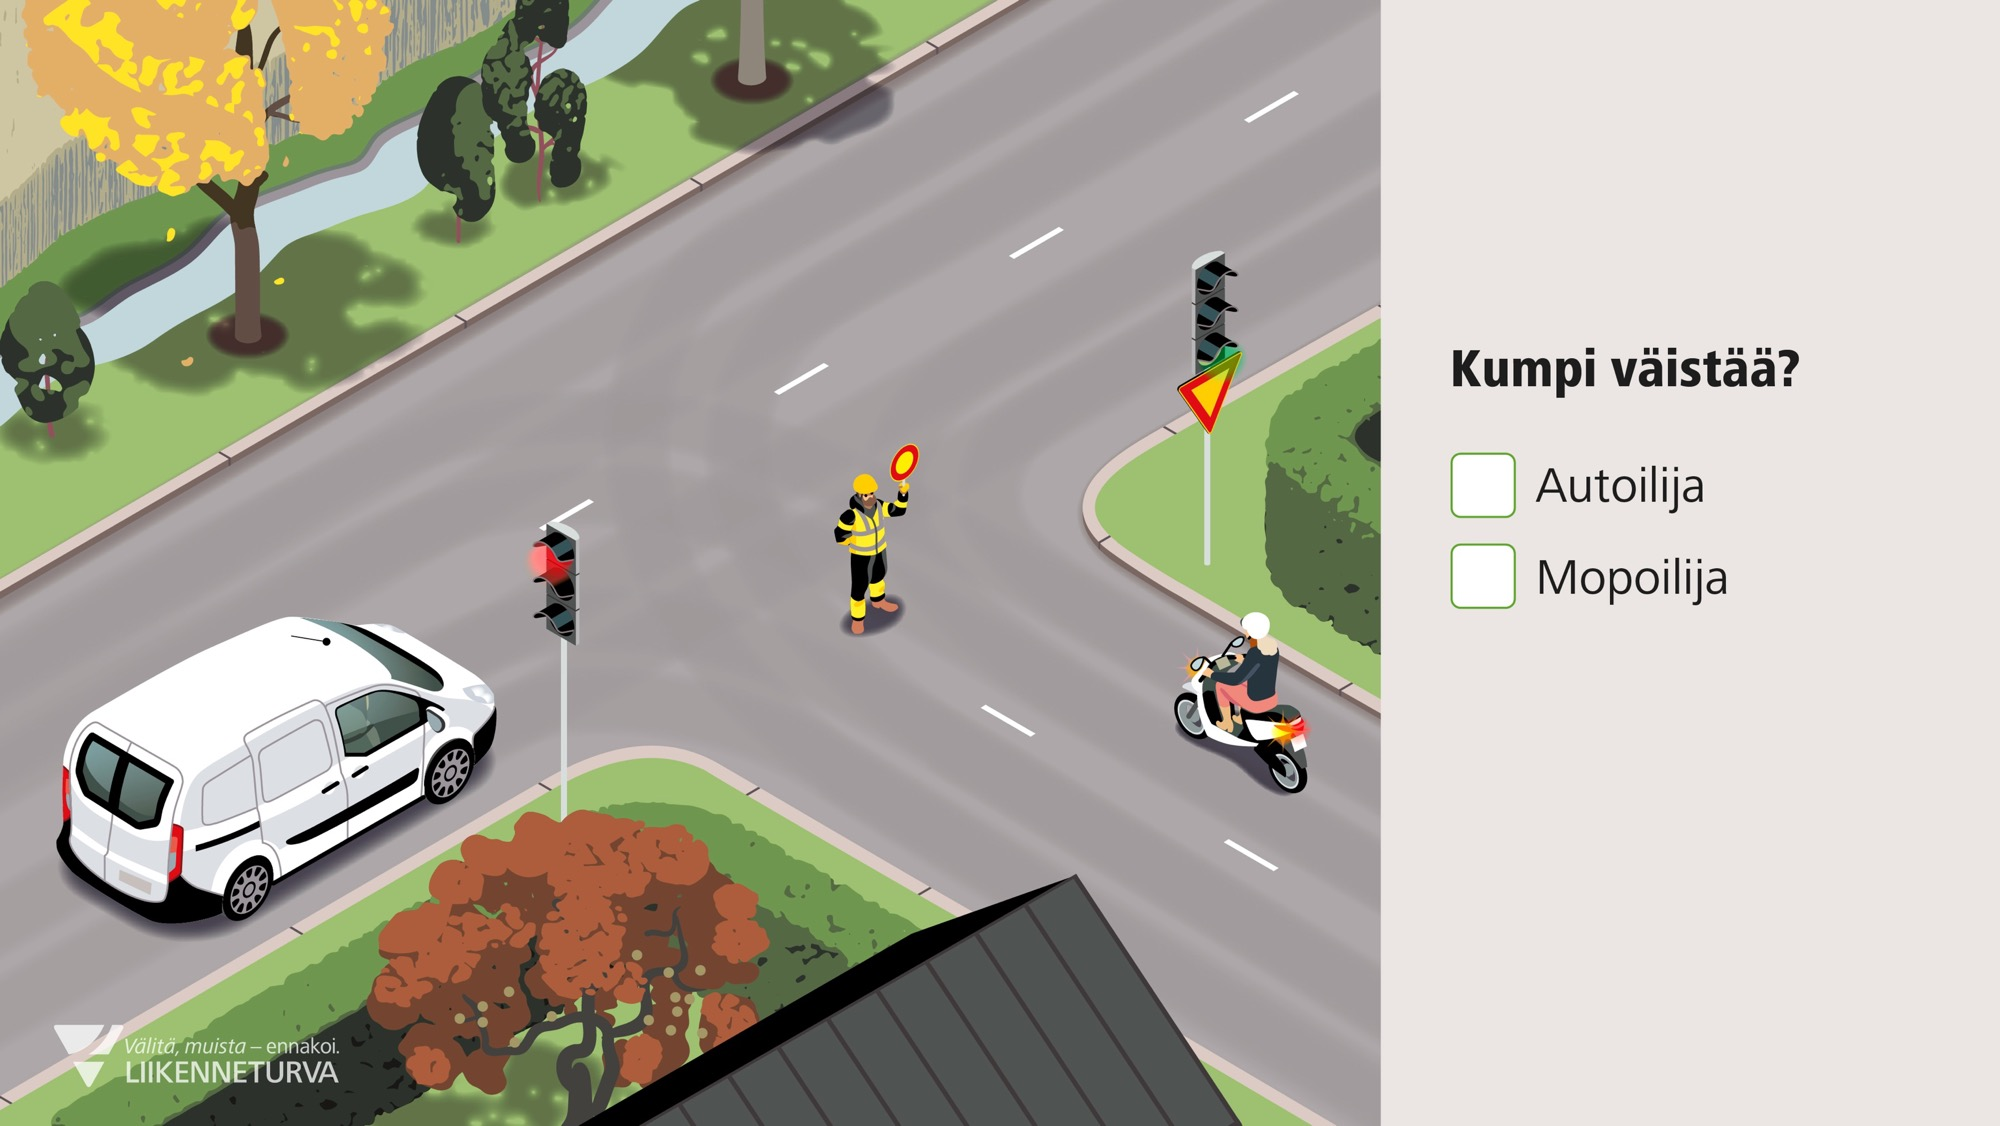 Kumpi väistää?
Autoilija
Mopoilija
Välitä, muista – ennakoi.
LIIKENNETURVA